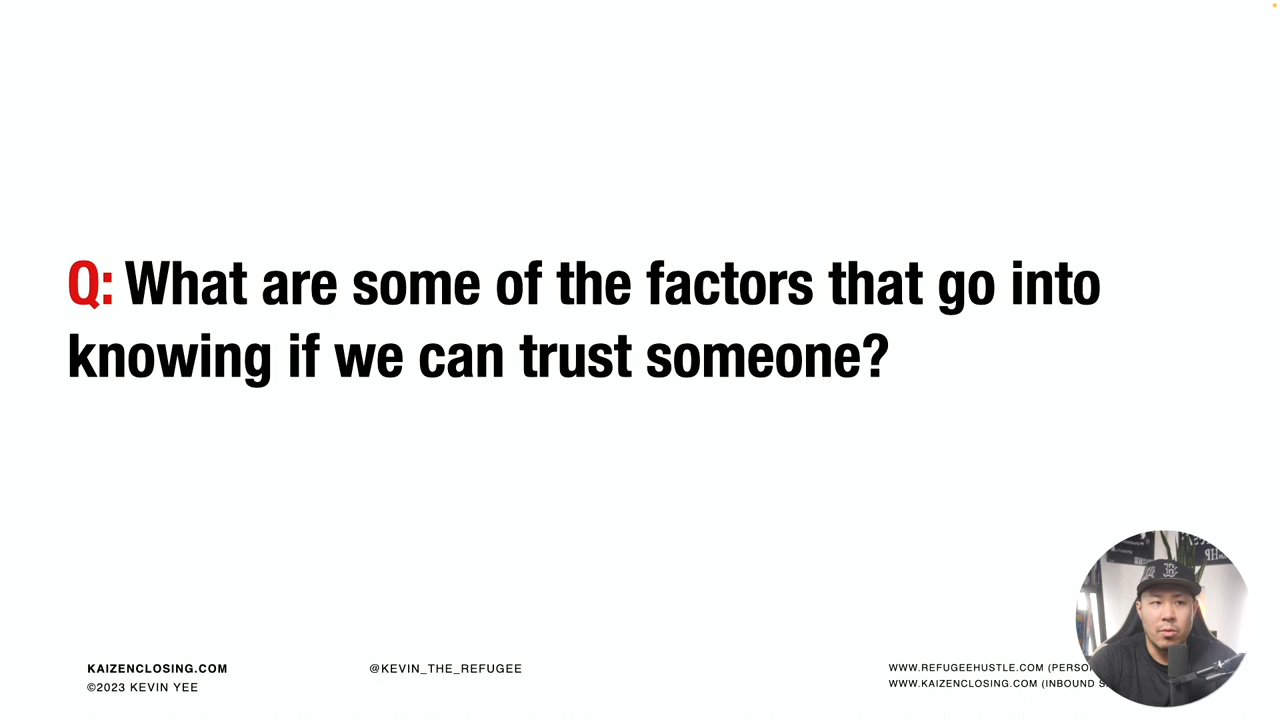 Q: What are some of the factors that go into
knowing if we can trust someone?
KAIZENCLOSING.COM
©2023 KEVIN YEE
@KEVIN_THE_REFUGEE
WWW.REFUGEEHUSTLE.COM
WWW.KAIZENCLOSING.COM (INBOUND